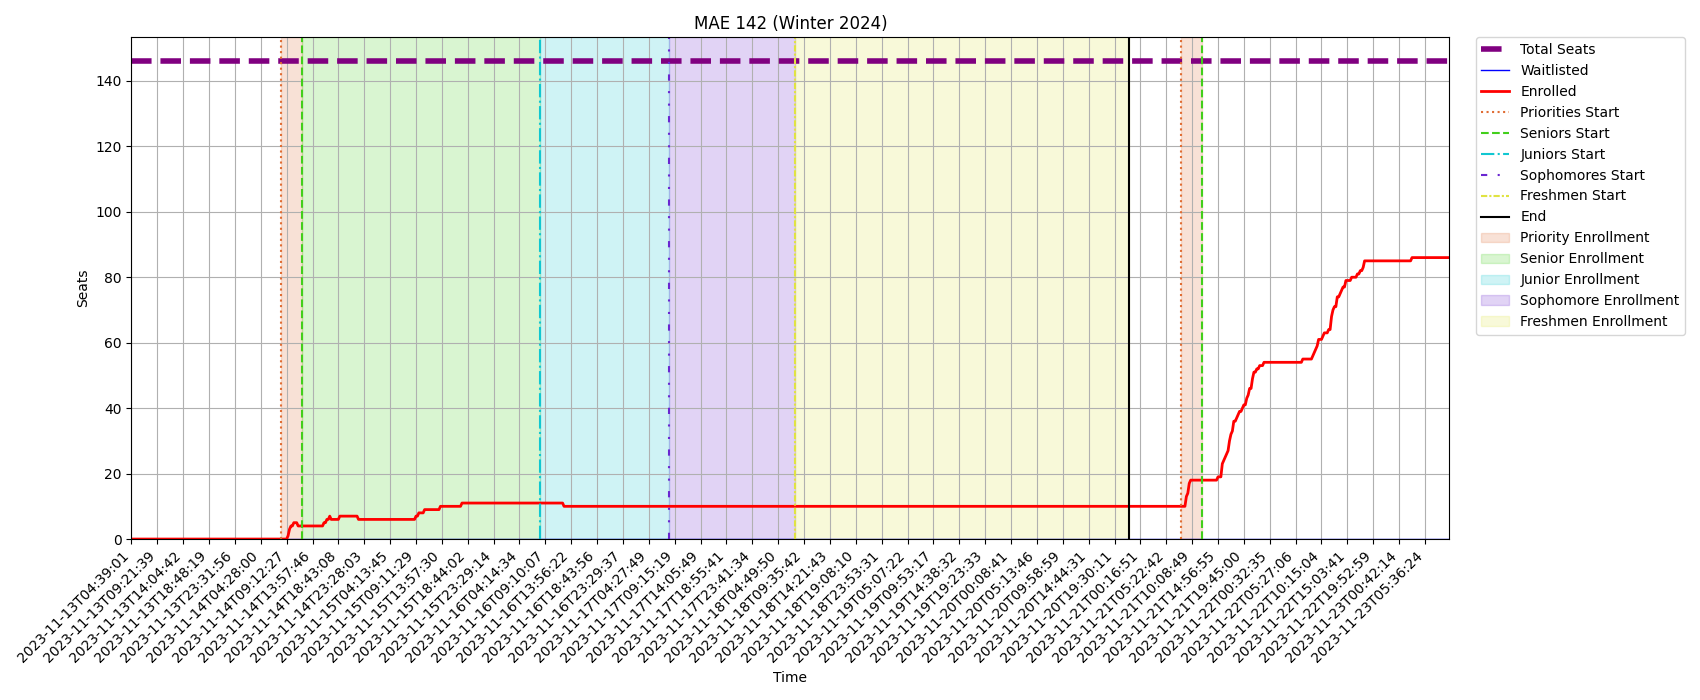 MAE 142 (Winter 2024)
Seats
140
120
100
80
60
40
20
0
2023-11-13T04:39:01
2023-11-13T09:21:39
2023-11-13T14:04:42
2023-11-13T18:48:19
2023-11-13T23:31:56
2023-11-14T04:28:00
2023-11-14T09:12:27
2023-11-14T13:57:46
2023-11-14T18:43:08
2023-11-14T23:28:03
2023-11-15T04:13:45
2023-11-15T09:11:29
2023-11-15T13:57:30
2023-11-15T18:44:02
2023-11-15T23:29:14
2023-11-16T04:14:34
2023-11-16T09:10:07
2023-11-16T13:56:22
2023-11-16T18:43:56
2023-11-16T23:29:37
2023-11-17T04:27:49
2023-11-17T09:15:19
2023-11-17T14:05:49
2023-11-17T18:55:41
2023-11-17T23:41:34
2023-11-18T04:49:50
2023-11-18T09:35:42
2023-11-18T14:21:43
2023-11-18T19:08:10
2023-11-18T23:53:31
2023-11-19T05:07:22
2023-11-19T09:53:17
2023-11-19T14:38:32
2023-11-19T19:23:33
2023-11-20T00:08:41
2023-11-20T05:13:46
2023-11-20T09:58:59
2023-11-20T14:44:31
2023-11-20T19:30:11
2023-11-21T00:16:51
2023-11-21T05:22:42
2023-11-21T10:08:49
2023-11-21T14:56:55
2023-11-21T19:45:00
2023-11-22T00:32:35
2023-11-22T05:27:06
2023-11-22T10:15:04
2023-11-22T15:03:41
2023-11-22T19:52:59
2023-11-23T00:42:14
2023-11-23T05:36:24
Time
Total Seats
Waitlisted
Enrolled
Priorities Start
Seniors Start
Juniors Start
Sophomores Start
Freshmen Start
End
Priority Enrollment
Senior Enrollment
Junior Enrollment
Sophomore Enrollment
Freshmen Enrollment